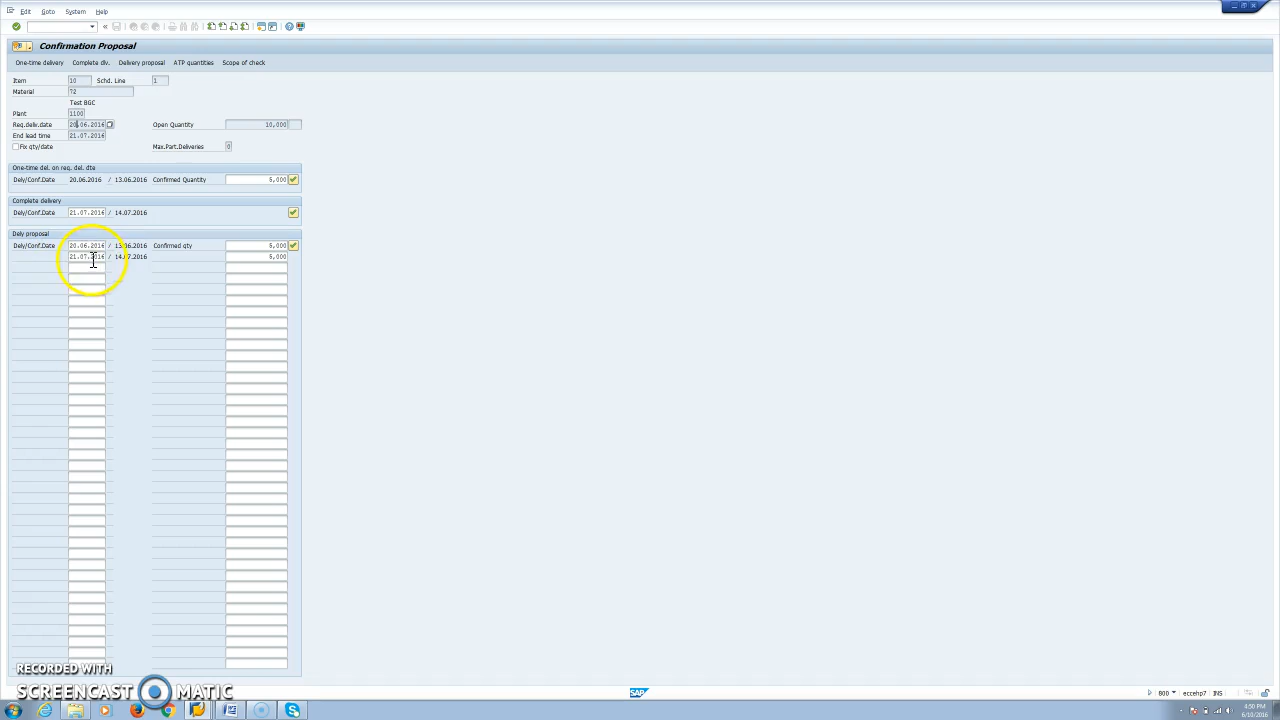 Edit Goto System Help
Confirmation Proposal
One-time delivery Complete dlv. Delivery proposal ATP quantities Scope of check
Item 10 Schd. Line 1
Material 72
Test BGC
Plant 1100
Req.deliv.date 20.06.2016 Open Quantity 10,000
End lead time 21.07.2016
Fix qty/date Max.Part.Deliveries 0
One-time del. on req. del. dte
Dely/Conf.Date 20.06.2016 / 13.06.2016 Confirmed Quantity 5,000
Complete delivery
Dely/Conf.Date 21.07.2016 / 14.07.2016
Dely proposal
Dely/Conf.Date 20.06.2016 / 13.06.2016 Confirmed qty 5,000
21.07.2016 / 14.07.2016 5,000
RECORDED WITH
SCREENCAST MATIC
SAP
800 eccehp7 INS
4:50 PM
6/10/2016